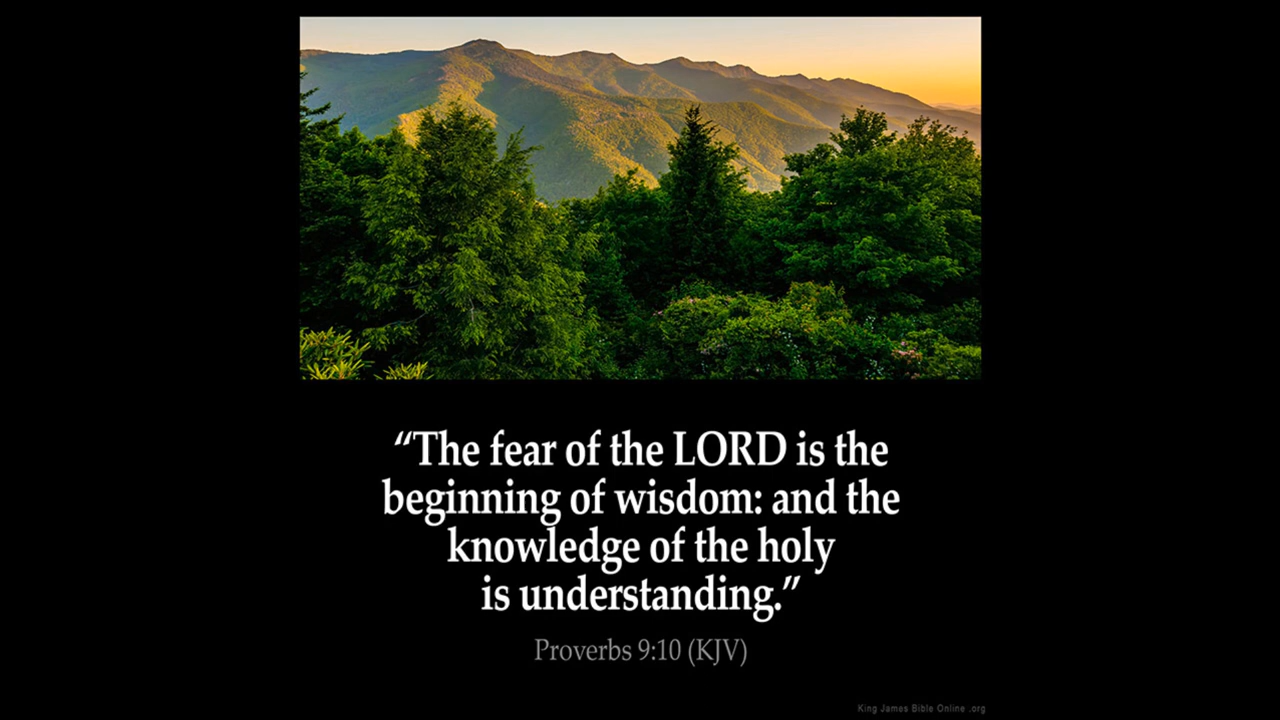 “The fear of the LORD is the
beginning of wisdom: and the
knowledge of the holy
is understanding.”
Proverbs 9:10 (KJV)
King James Bible Online .org